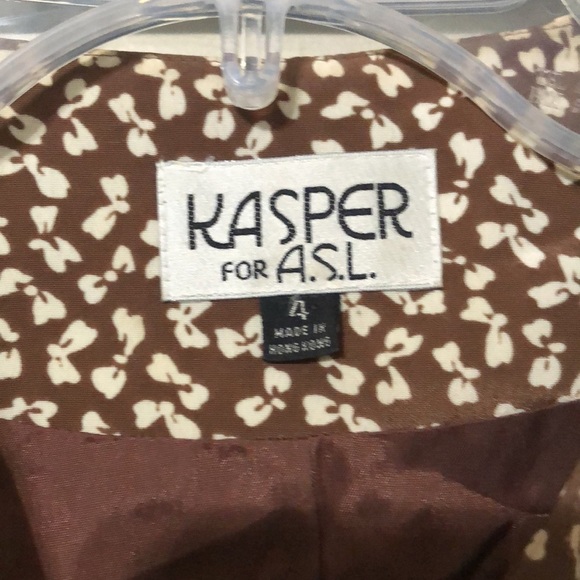 KASPER
FOR A.S.L.
4
MADE IN
HONG KONG